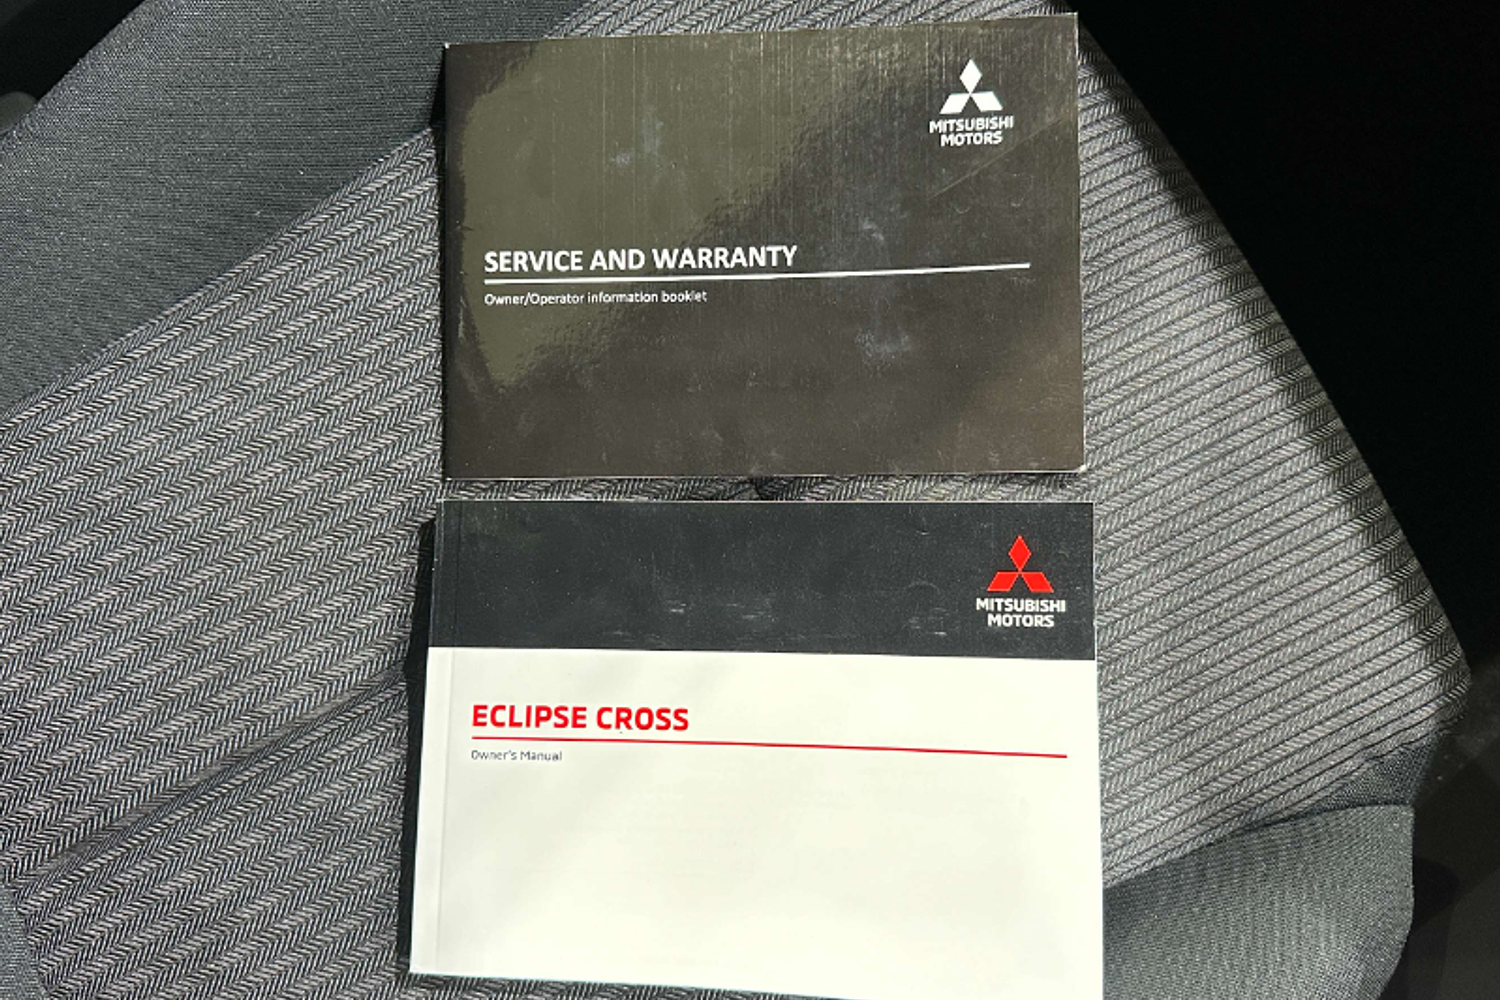 MITSUBISHI
MOTORS
SERVICE AND WARRANTY
Owner/Operator information booklet
MITSUBISHI
MOTORS
ECLIPSE CROSS
Owner's Manual